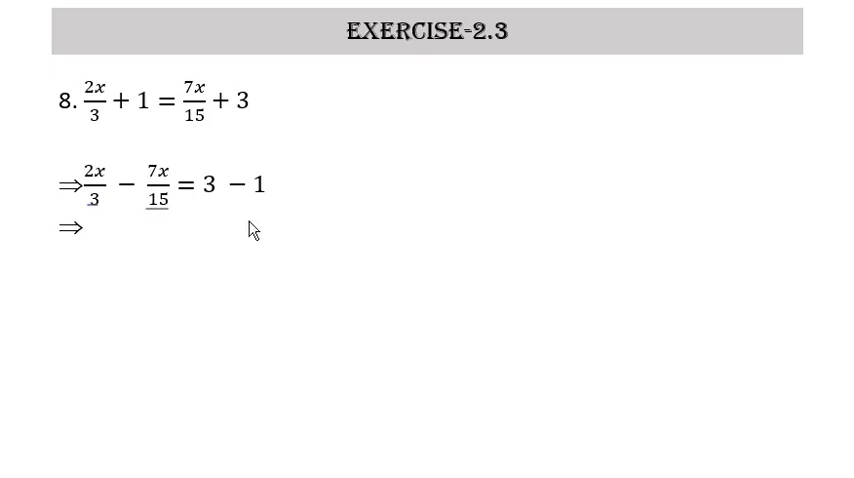 EXERCISE-2.3
8. 2x/3 + 1 = 7x/15 + 3
⇒ 2x/3 − 7x/15 = 3 − 1
⇒